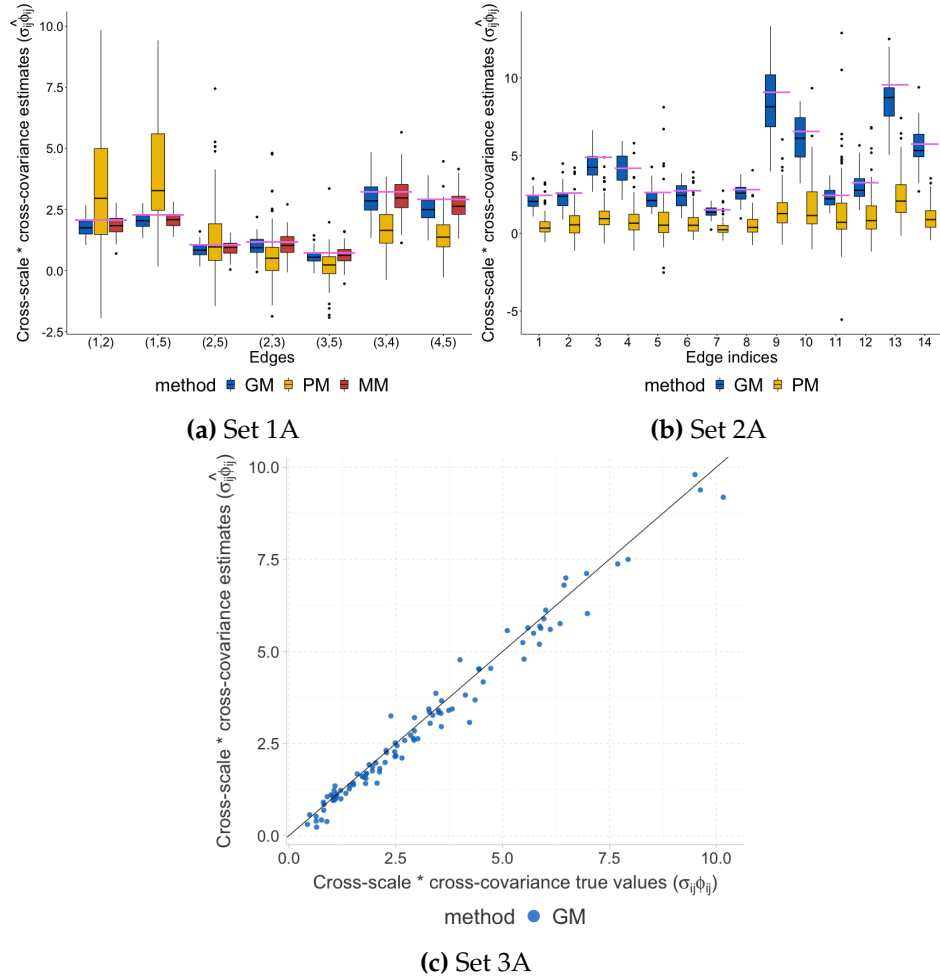 Cross-scale * cross-covariance estimates (σ̂ᵢⱼϕᵢⱼ)
10.0
7.5
5.0
2.5
0.0
-2.5
(1,2) (1,5) (2,5) (2,3) (3,5) (3,4) (4,5)
Edges
method GM PM MM
(a) Set 1A
Cross-scale * cross-covariance estimates (σ̂ᵢⱼϕᵢⱼ)
10
5
0
-5
1 2 3 4 5 6 7 8 9 10 11 12 13 14
Edge indices
method GM PM
(b) Set 2A
Cross-scale * cross-covariance estimates (σ̂ᵢⱼϕᵢⱼ)
10.0
7.5
5.0
2.5
0.0
0.0 2.5 5.0 7.5 10.0
Cross-scale * cross-covariance true values (σᵢⱼϕᵢⱼ)
method GM
(c) Set 3A